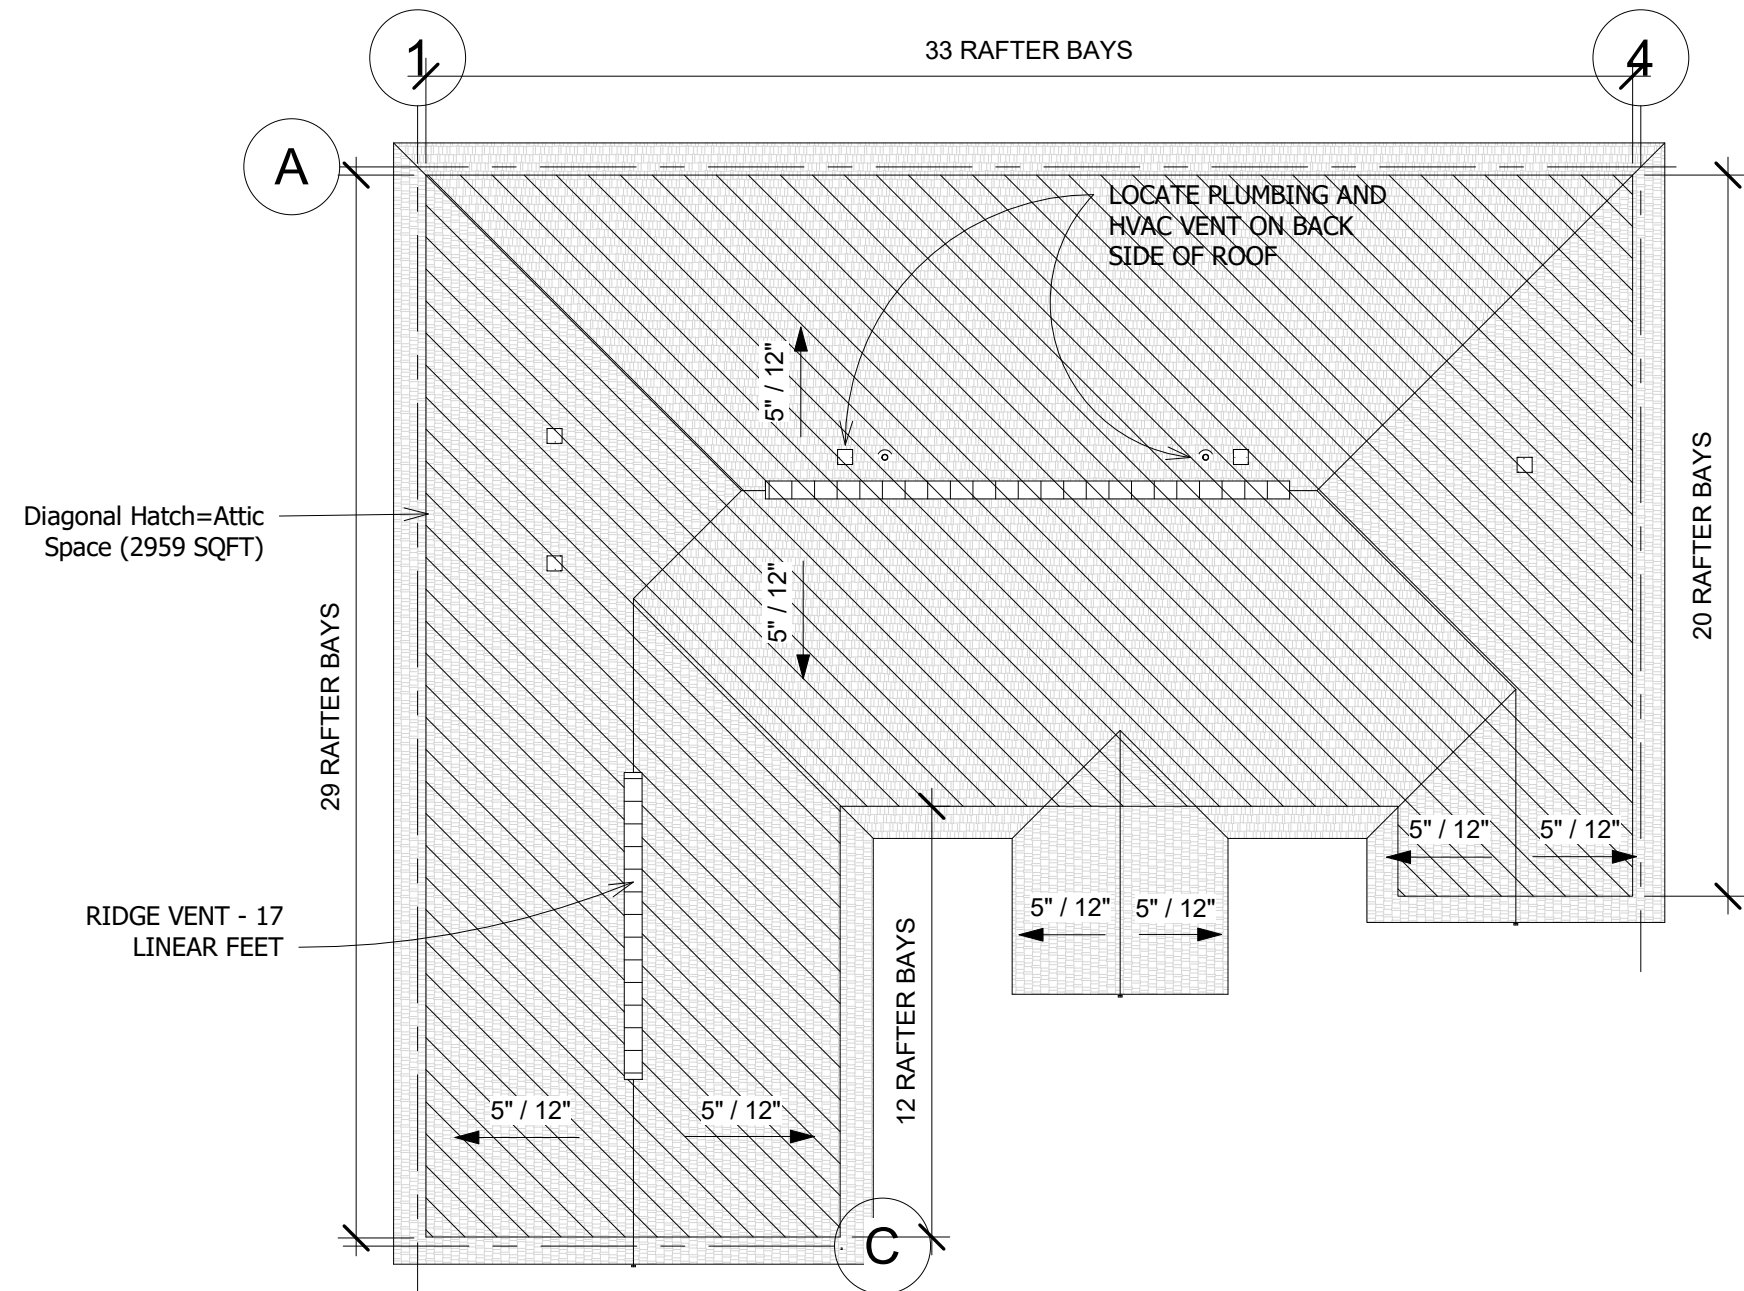 1
33 RAFTER BAYS
4
A
LOCATE PLUMBING AND
HVAC VENT ON BACK
SIDE OF ROOF
5" / 12"
20 RAFTER BAYS
Diagonal Hatch=Attic
Space (2959 SQFT)
5" / 12"
29 RAFTER BAYS
5" / 12"
5" / 12"
RIDGE VENT - 17
LINEAR FEET
5" / 12"
5" / 12"
12 RAFTER BAYS
5" / 12"
5" / 12"
C